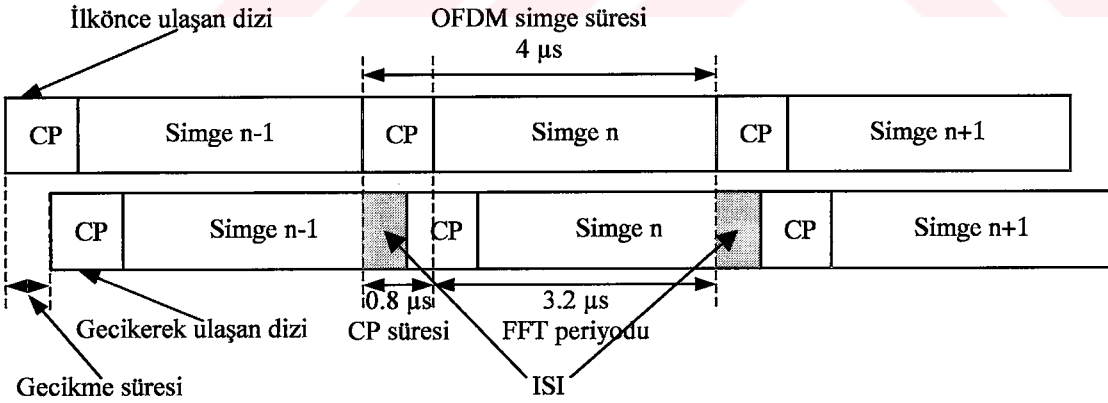 İlkönce ulaşan dizi
OFDM simge süresi
4 µs
CP Simge n-1 CP Simge n CP Simge n+1
CP Simge n-1 CP Simge n CP Simge n+1
0.8 µs 3.2 µs
Gecikerek ulaşan dizi CP süresi FFT periyodu
Gecikme süresi ISI